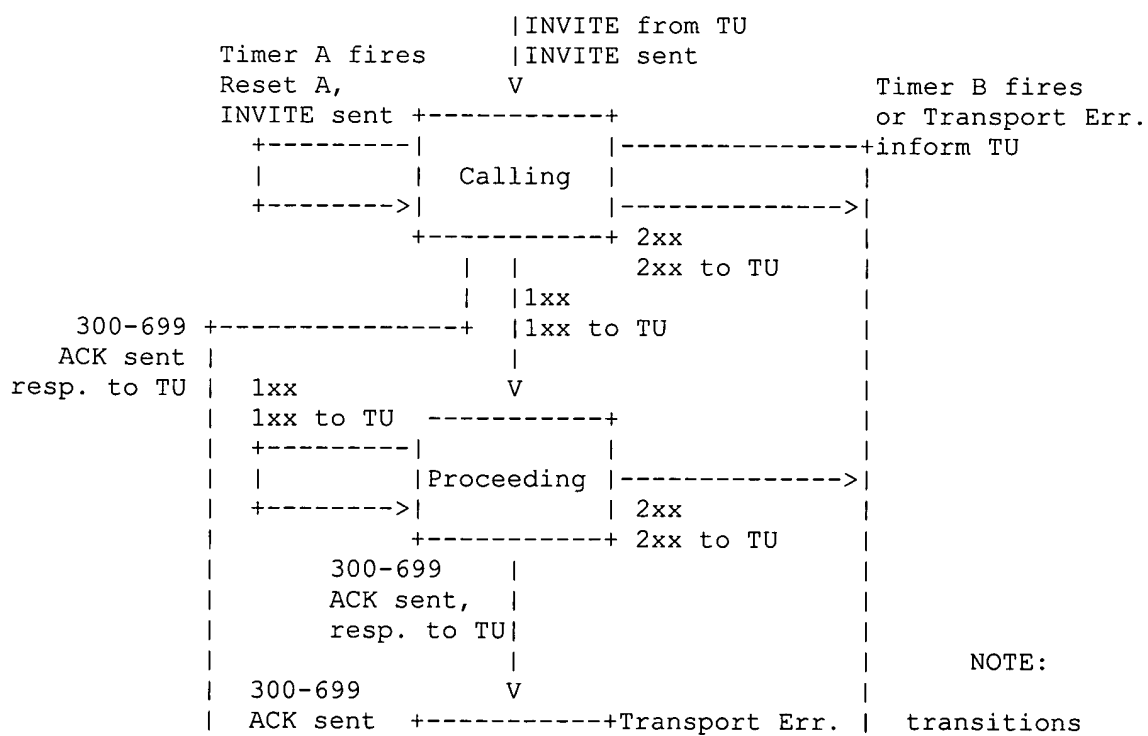 |INVITE from TU
Timer A fires     |INVITE sent
Reset A,          V                      Timer B fires
INVITE sent +-----------+                or Transport Err.
+---------|           |---------------+inform TU
|         |  Calling  |               |
+-------->|           |-------------->|
+-----------+ 2xx           |
|  |       2xx to TU     |
|  |1xx                  |
300-699 +---------------+  |1xx to TU            |
ACK sent |                  |                     |
resp. to TU |  1xx             V                     |
|  1xx to TU  -----------+               |
|  +---------|           |               |
|  |         |Proceeding |-------------->|
|  +-------->|           | 2xx           |
|            +-----------+ 2xx to TU     |
|       300-699    |                     |
|       ACK sent,  |                     |
|       resp. to TU|                     |
|                  |                     |      NOTE:
|  300-699         V                     |
|  ACK sent  +-----------+Transport Err. |  transitions